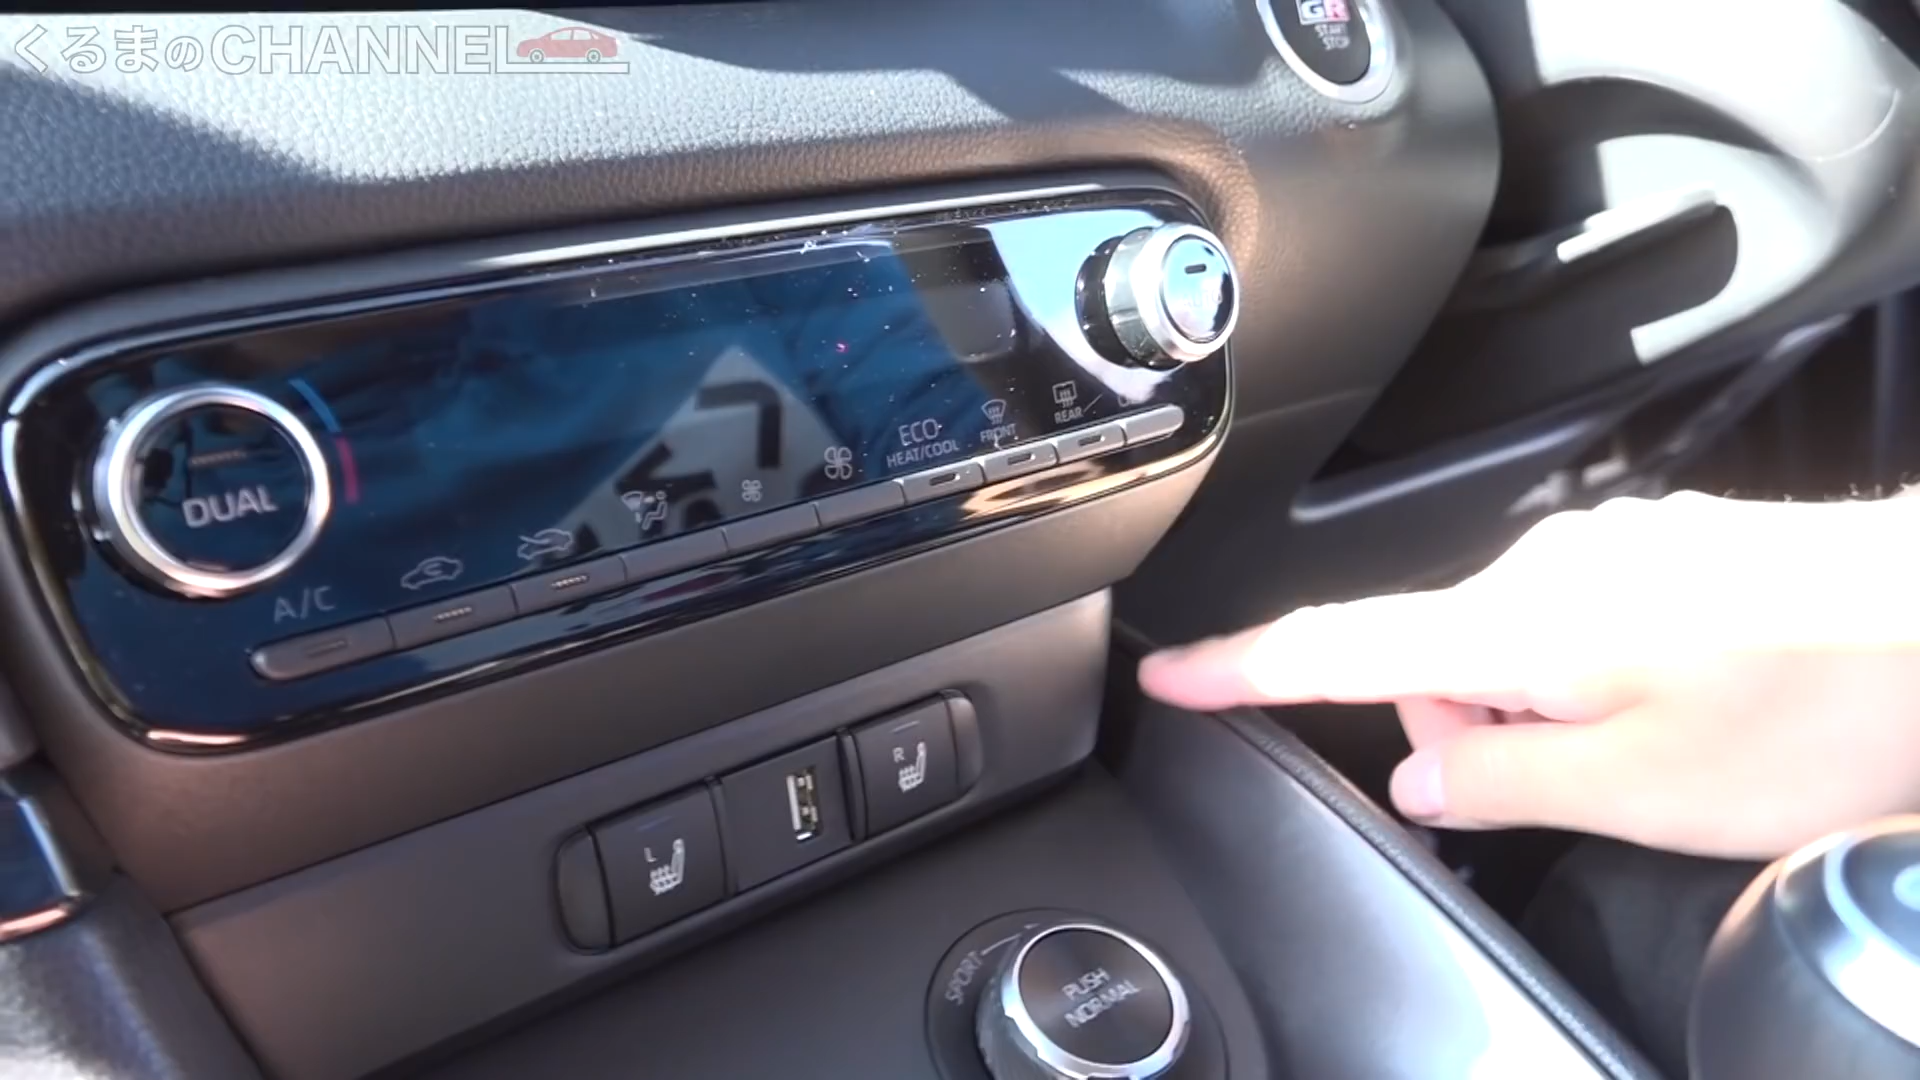 くるまのCHANNEL
GR
START
STOP
DUAL
A/C
ECO
HEAT/COOL
FRONT
REAR
L
R
SPORT
PUSH
NORMAL